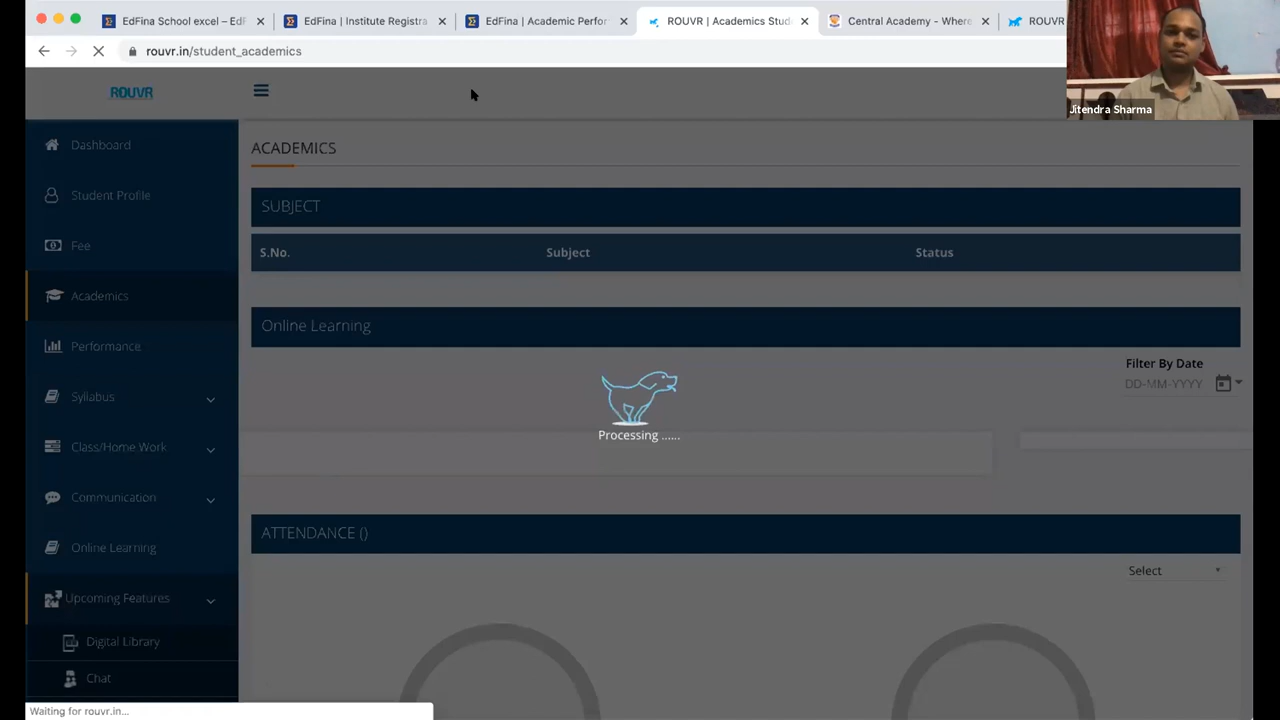 EdFina School excel – EdF
EdFina | Institute Registra
EdFina | Academic Perfor
ROUVR | Academics Stud
Central Academy - Where
ROUVR
rouvr.in/student_academics
Jitendra Sharma
ROUVR
Dashboard
Student Profile
Fee
Academics
Performance
Syllabus
Class/Home Work
Communication
Online Learning
Upcoming Features
Digital Library
Chat
ACADEMICS
SUBJECT
S.No. Subject Status
Online Learning
Filter By Date
DD-MM-YYYY
Processing ......
ATTENDANCE ()
Select
Waiting for rouvr.in...